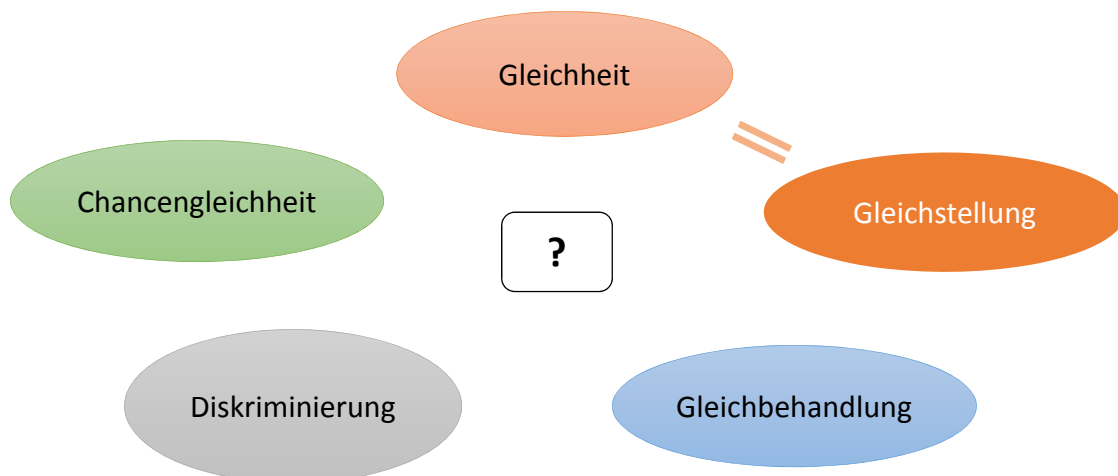 Gleichheit
Chancengleichheit
Gleichstellung
?
Diskriminierung
Gleichbehandlung